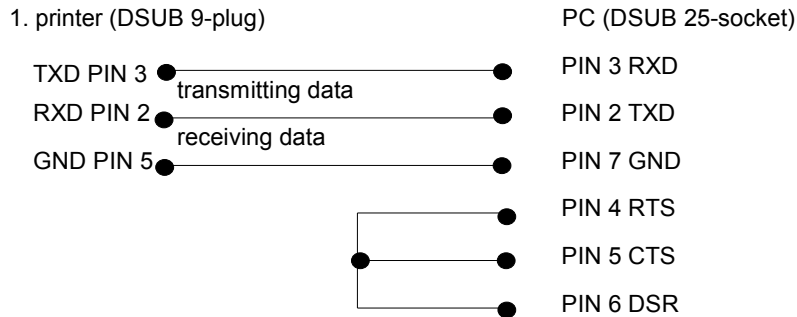 1. printer (DSUB 9-plug) PC (DSUB 25-socket)
TXD PIN 3 PIN 3 RXD
transmitting data
RXD PIN 2 PIN 2 TXD
receiving data
GND PIN 5 PIN 7 GND
PIN 4 RTS
PIN 5 CTS
PIN 6 DSR